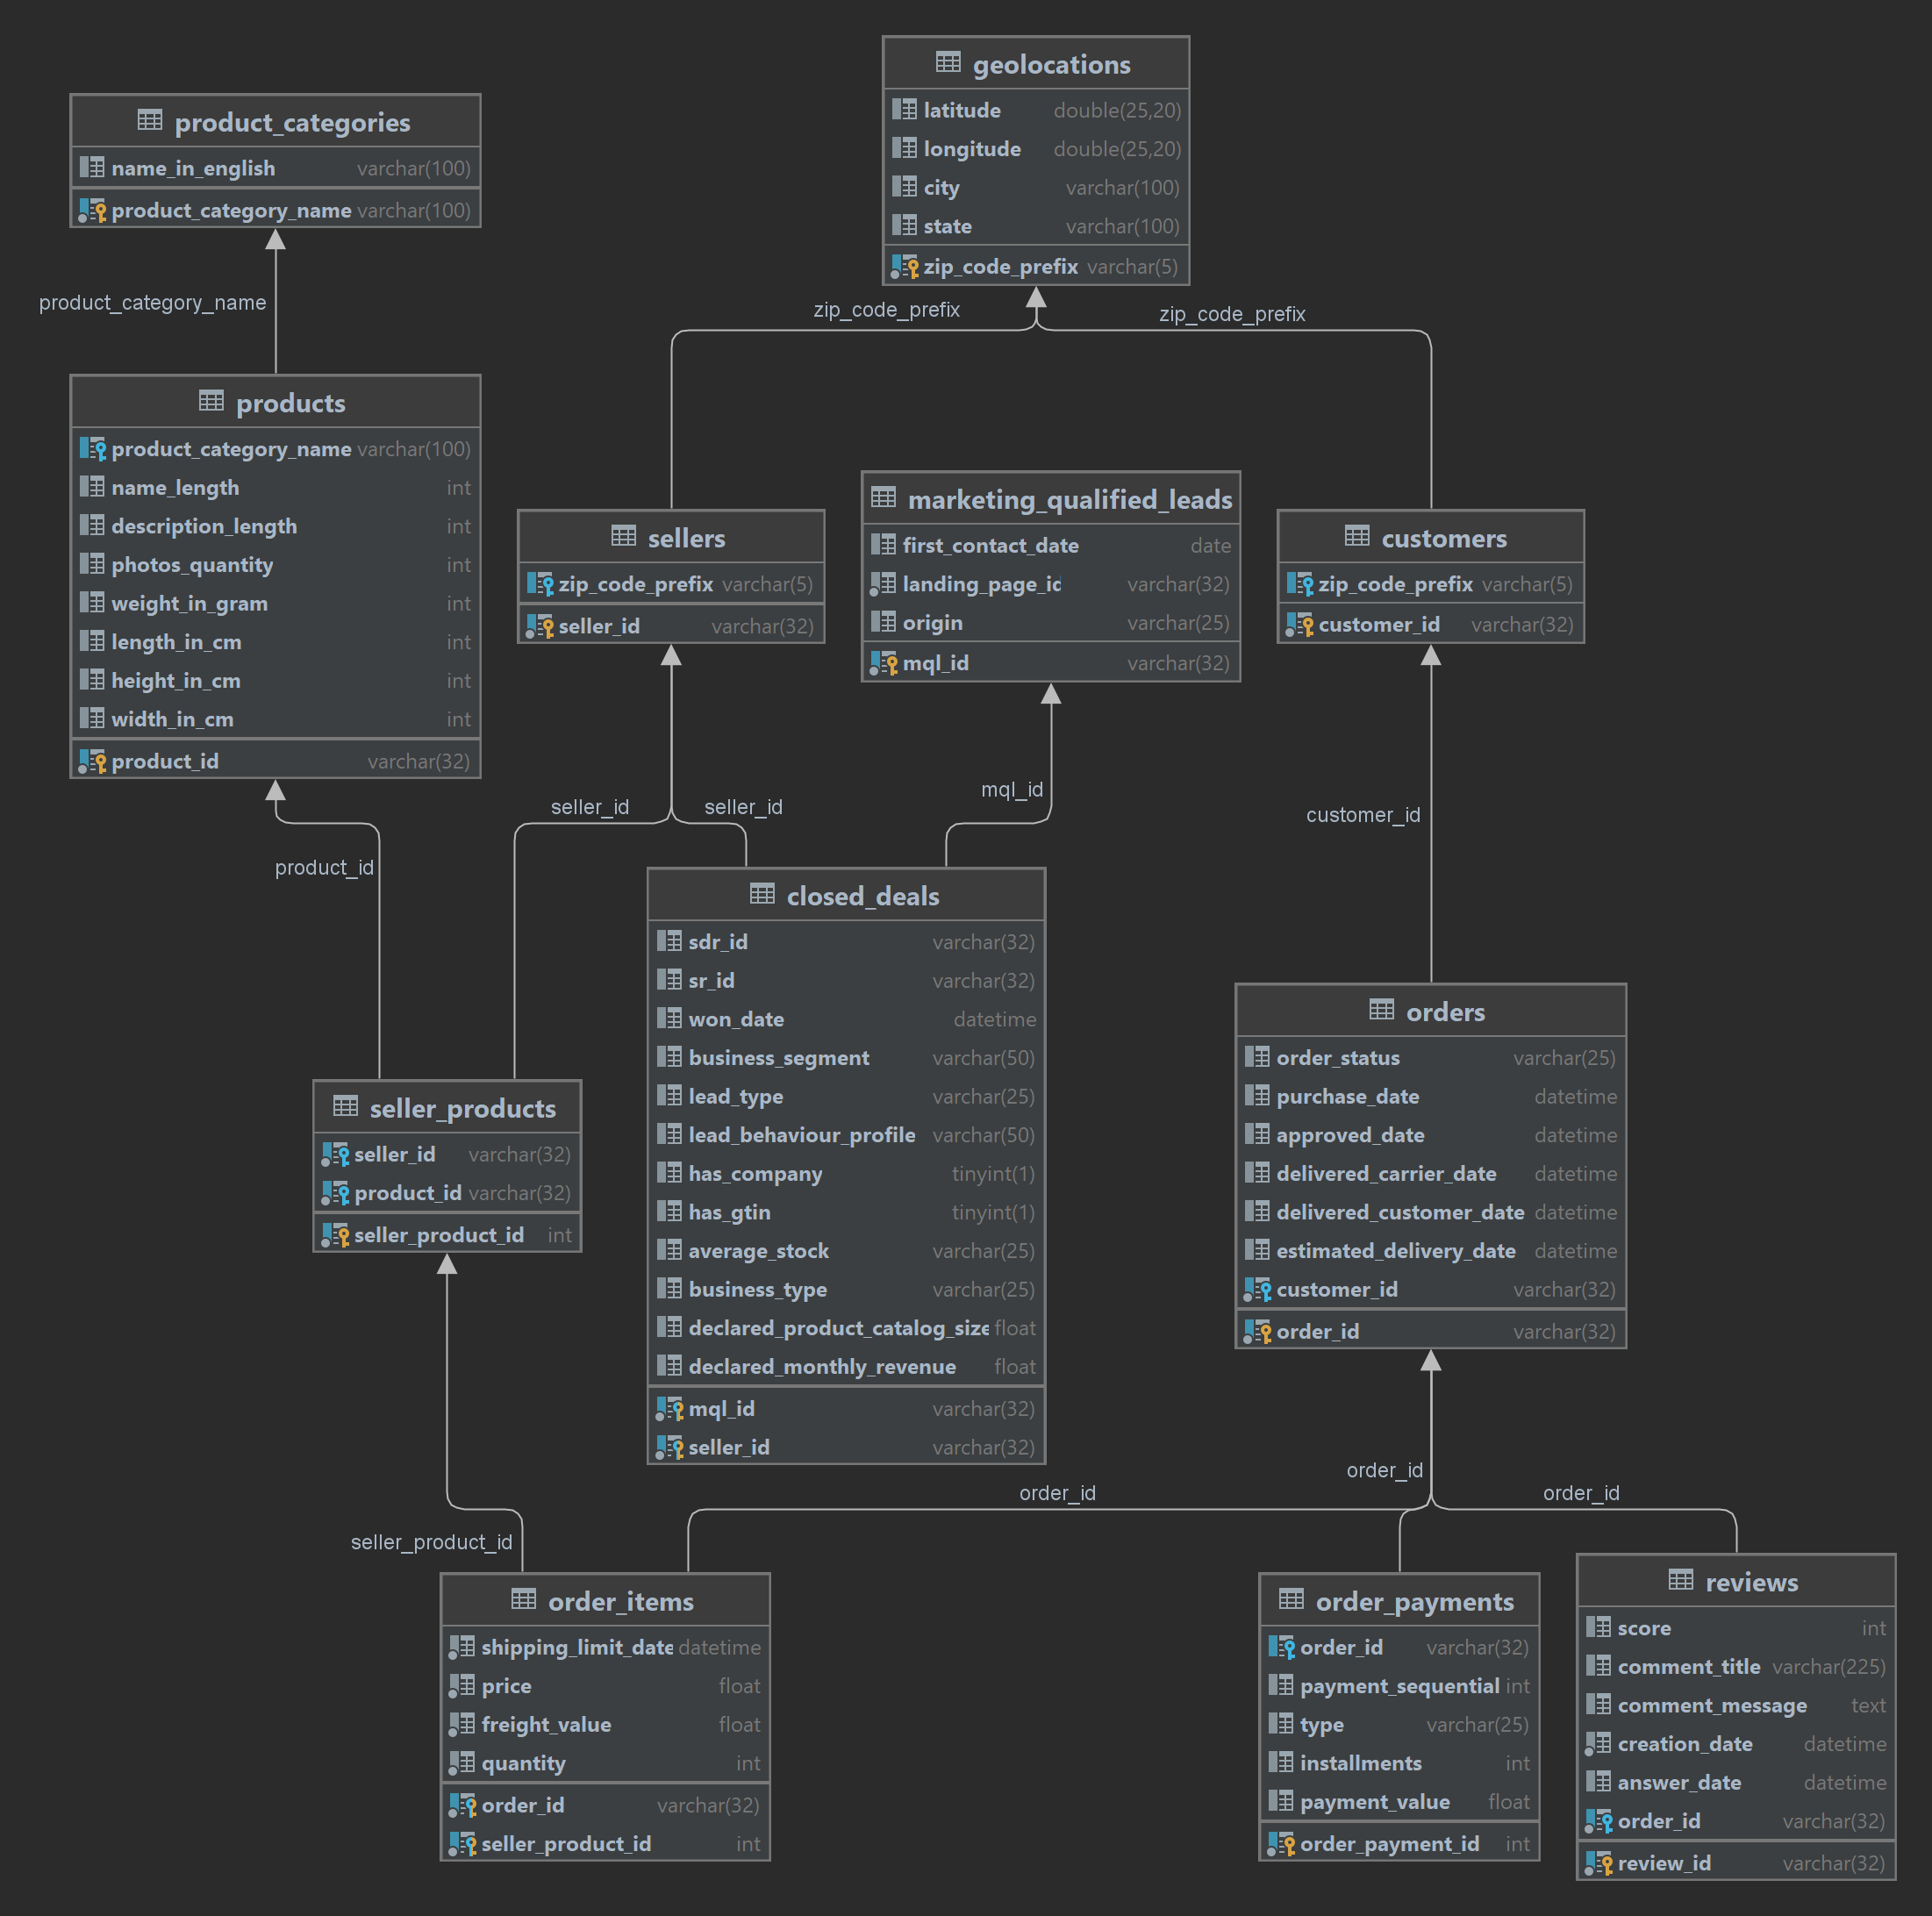 geolocations
latitude double(25,20)
longitude double(25,20)
city varchar(100)
state varchar(100)
zip_code_prefix varchar(5)
product_categories
name_in_english varchar(100)
product_category_name varchar(100)
product_category_name
zip_code_prefix
zip_code_prefix
products
product_category_name varchar(100)
name_length int
description_length int
photos_quantity int
weight_in_gram int
length_in_cm int
height_in_cm int
width_in_cm int
product_id varchar(32)
sellers
zip_code_prefix varchar(5)
seller_id varchar(32)
marketing_qualified_leads
first_contact_date date
landing_page_id varchar(32)
origin varchar(25)
mql_id varchar(32)
customers
zip_code_prefix varchar(5)
customer_id varchar(32)
product_id
seller_id
seller_id
mql_id
customer_id
closed_deals
sdr_id varchar(32)
sr_id varchar(32)
won_date datetime
business_segment varchar(50)
lead_type varchar(25)
lead_behaviour_profile varchar(50)
has_company tinyint(1)
has_gtin tinyint(1)
average_stock varchar(25)
business_type varchar(25)
declared_product_catalog_size float
declared_monthly_revenue float
mql_id varchar(32)
seller_id varchar(32)
orders
order_status varchar(25)
purchase_date datetime
approved_date datetime
delivered_carrier_date datetime
delivered_customer_date datetime
estimated_delivery_date datetime
customer_id varchar(32)
order_id varchar(32)
seller_products
seller_id varchar(32)
product_id varchar(32)
seller_product_id int
seller_product_id
order_id
order_id
order_id
order_items
shipping_limit_date datetime
price float
freight_value float
quantity int
order_id varchar(32)
seller_product_id int
order_payments
order_id varchar(32)
payment_sequential int
type varchar(25)
installments int
payment_value float
order_payment_id int
reviews
score int
comment_title varchar(225)
comment_message text
creation_date datetime
answer_date datetime
order_id varchar(32)
review_id varchar(32)